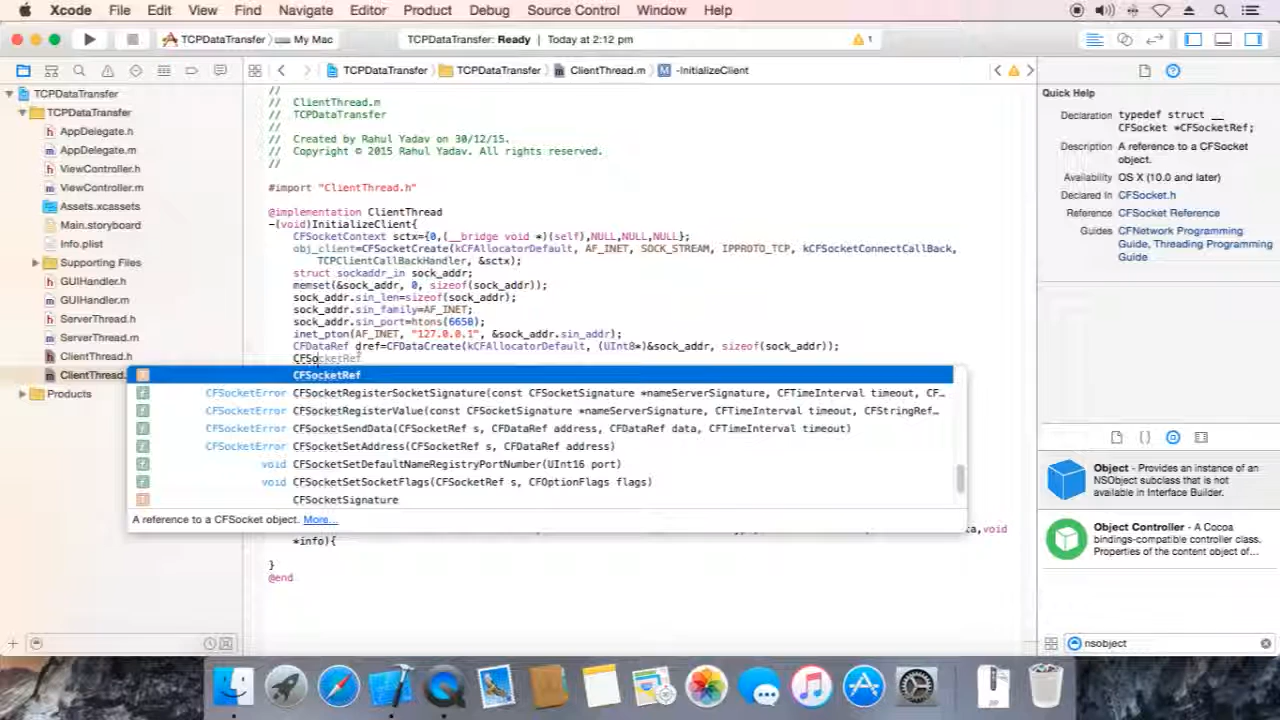 Xcode File Edit View Find Navigate Editor Product Debug Source Control Window Help
TCPDataTransfer My Mac TCPDataTransfer: Ready Today at 2:12 pm 1
TCPDataTransfer TCPDataTransfer ClientThread.m -InitializeClient
TCPDataTransfer
TCPDataTransfer
AppDelegate.h
AppDelegate.m
ViewController.h
ViewController.m
Assets.xcassets
Main.storyboard
Info.plist
Supporting Files
GUIHandler.h
GUIHandler.m
ServerThread.h
ServerThread.m
ClientThread.h
ClientThread.
Products
//
// ClientThread.m
// TCPDataTransfer
//
// Created by Rahul Yadav on 30/12/15.
// Copyright © 2015 Rahul Yadav. All rights reserved.
//
#import "ClientThread.h"
@implementation ClientThread
-(void)InitializeClient{
CFSocketContext sctx={0,(__bridge void *)(self),NULL,NULL,NULL};
obj_client=CFSocketCreate(kCFAllocatorDefault, AF_INET, SOCK_STREAM, IPPROTO_TCP, kCFSocketConnectCallBack,
TCPClientCallBackHandler, &sctx);
struct sockaddr_in sock_addr;
memset(&sock_addr, 0, sizeof(sock_addr));
sock_addr.sin_len=sizeof(sock_addr);
sock_addr.sin_family=AF_INET;
sock_addr.sin_port=htons(6658);
inet_pton(AF_INET, "127.0.0.1", &sock_addr.sin_addr);
CFDataRef dref=CFDataCreate(kCFAllocatorDefault, (UInt8*)&sock_addr, sizeof(sock_addr));
CFSocketRef
CFSocketRef
CFSocketError CFSocketRegisterSocketSignature(const CFSocketSignature *nameServerSignature, CFTimeInterval timeout, CF…
CFSocketError CFSocketRegisterValue(const CFSocketSignature *nameServerSignature, CFTimeInterval timeout, CFStringRef…
CFSocketError CFSocketSendData(CFSocketRef s, CFDataRef address, CFDataRef data, CFTimeInterval timeout)
CFSocketError CFSocketSetAddress(CFSocketRef s, CFDataRef address)
void CFSocketSetDefaultNameRegistryPortNumber(UInt16 port)
void CFSocketSetSocketFlags(CFSocketRef s, CFOptionFlags flags)
CFSocketSignature
A reference to a CFSocket object. More...
a,void
*info){
}
@end
Quick Help
Declaration typedef struct __
CFSocket *CFSocketRef;
Description A reference to a CFSocket
object.
Availability OS X (10.0 and later)
Declared In CFSocket.h
Reference CFSocket Reference
Guides CFNetwork Programming
Guide, Threading Programming
Guide
Object - Provides an instance of an
NSObject subclass that is not
available in Interface Builder.
Object Controller - A Cocoa
bindings-compatible controller class.
Properties of the content object of...
nsobject